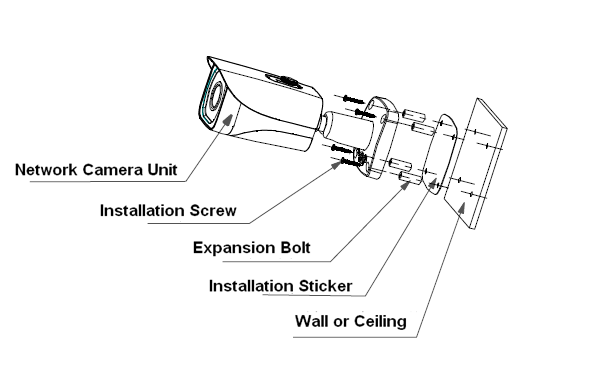 Network Camera Unit
Installation Screw
Expansion Bolt
Installation Sticker
Wall or Ceiling